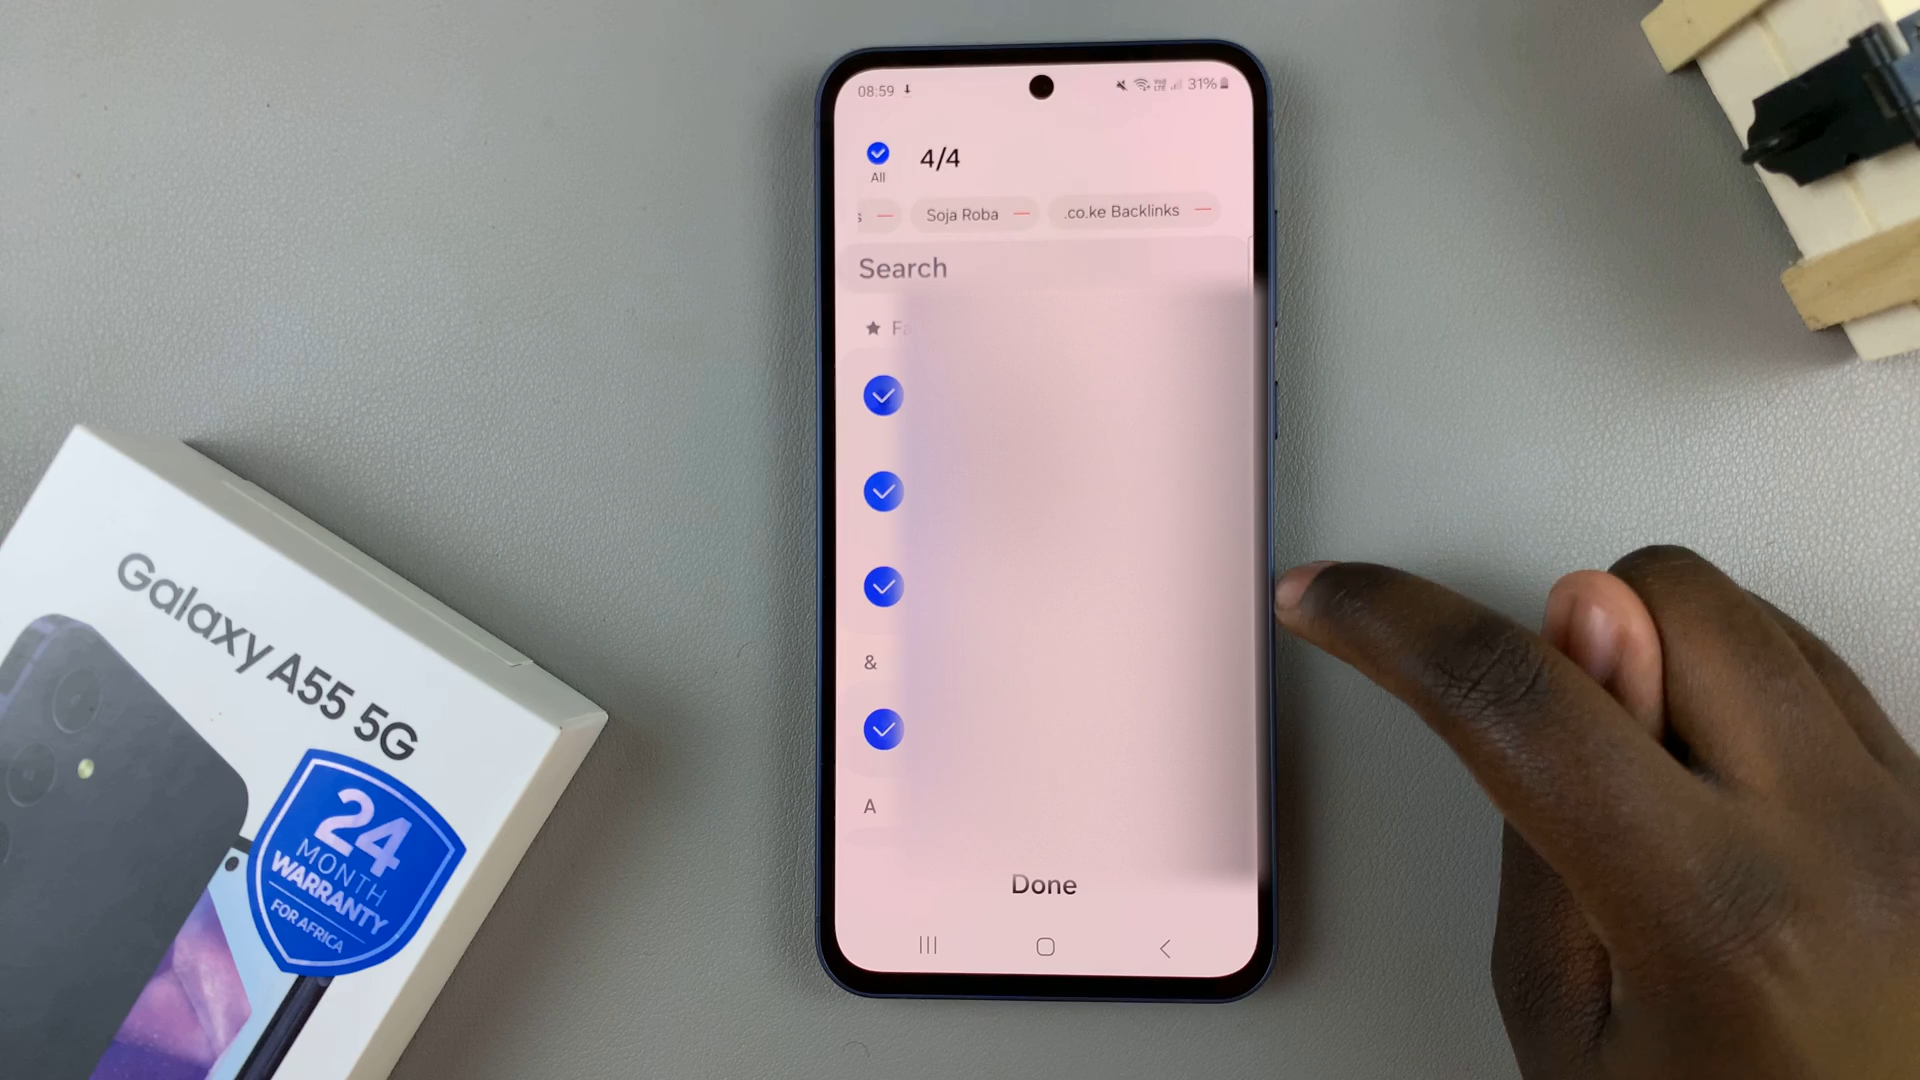 08:59
31%
4/4
All
s
Soja Roba
.co.ke Backlinks
Search
&
A
Done
Galaxy A55 5G
24
MONTH
WARRANTY
FOR AFRICA